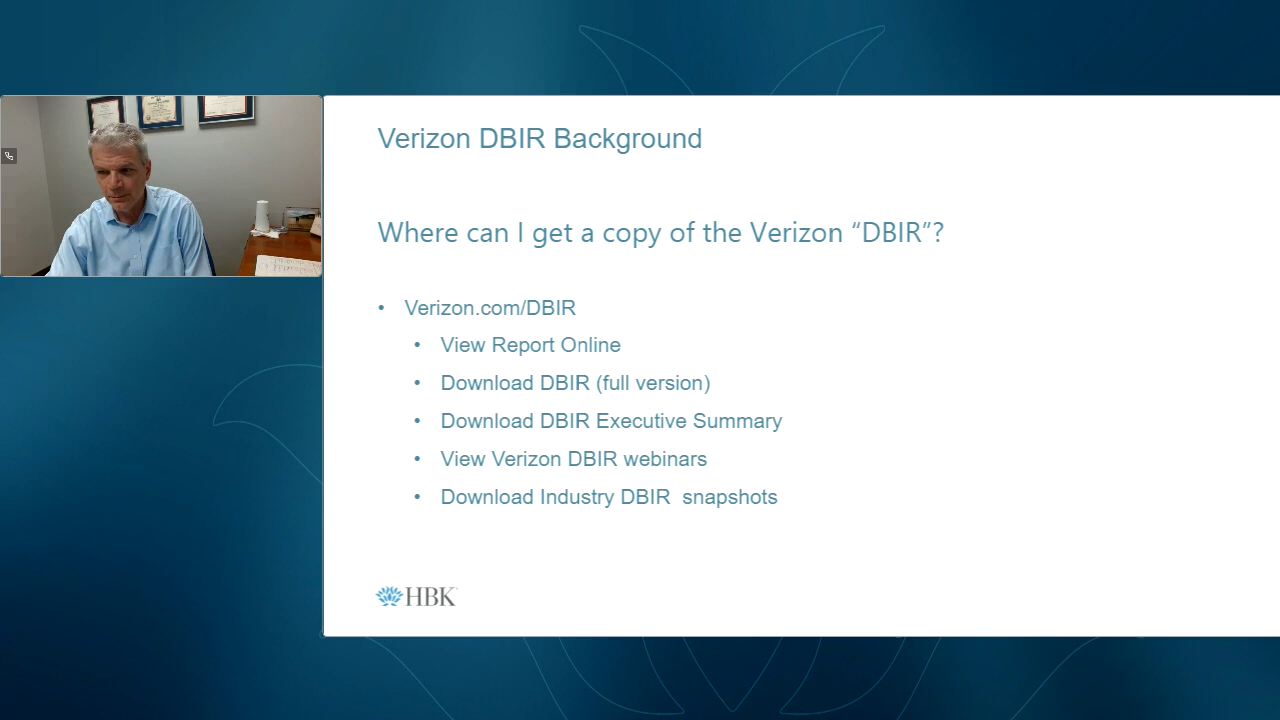 Verizon DBIR Background
Where can I get a copy of the Verizon “DBIR”?
• Verizon.com/DBIR
• View Report Online
• Download DBIR (full version)
• Download DBIR Executive Summary
• View Verizon DBIR webinars
• Download Industry DBIR  snapshots
HBK